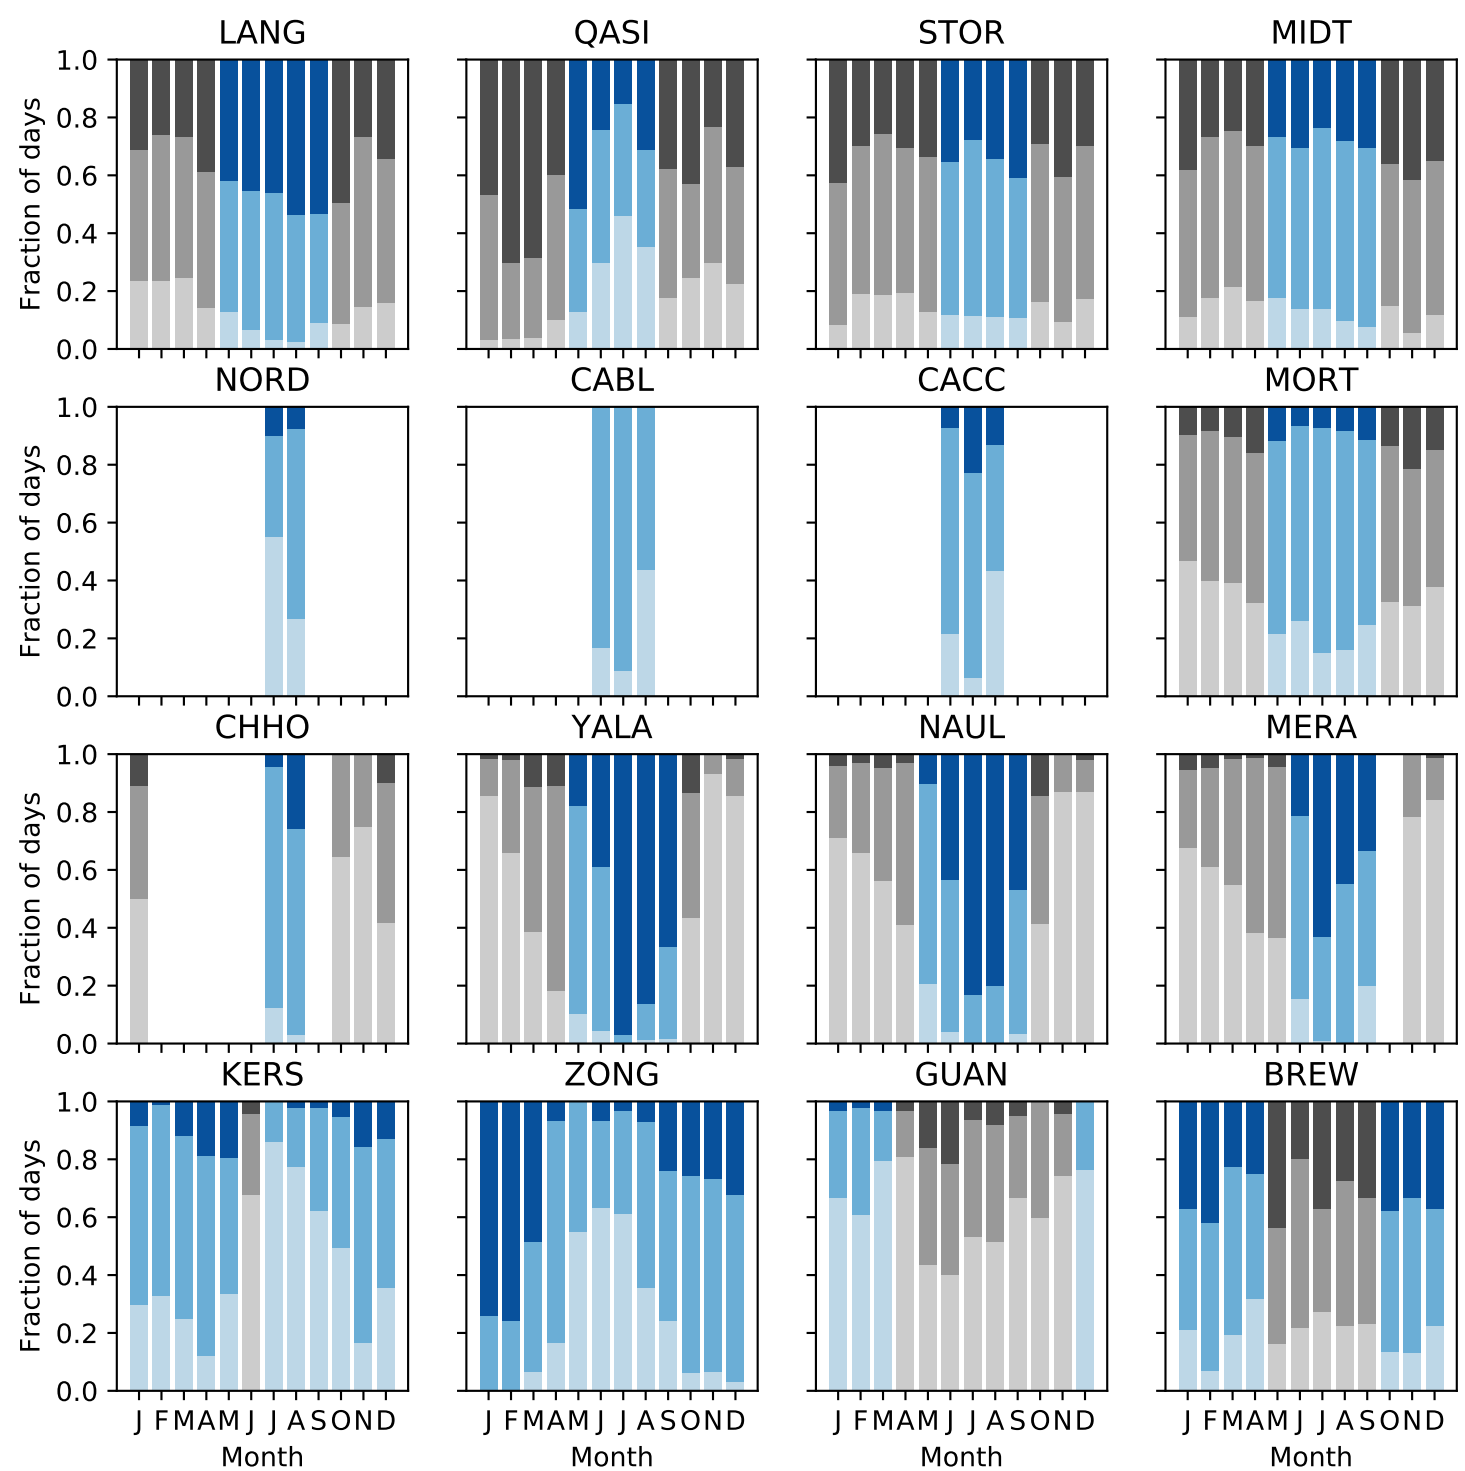 LANG QASI STOR MIDT
Fraction of days
1.0
0.8
0.6
0.4
0.2
0.0
NORD CABL CACC MORT
Fraction of days
1.0
0.8
0.6
0.4
0.2
0.0
CHHO YALA NAUL MERA
Fraction of days
1.0
0.8
0.6
0.4
0.2
0.0
KERS ZONG GUAN BREW
Fraction of days
1.0
0.8
0.6
0.4
0.2
0.0
J F M A M J J A S O N D J F M A M J J A S O N D J F M A M J J A S O N D J F M A M J J A S O N D
Month Month Month Month